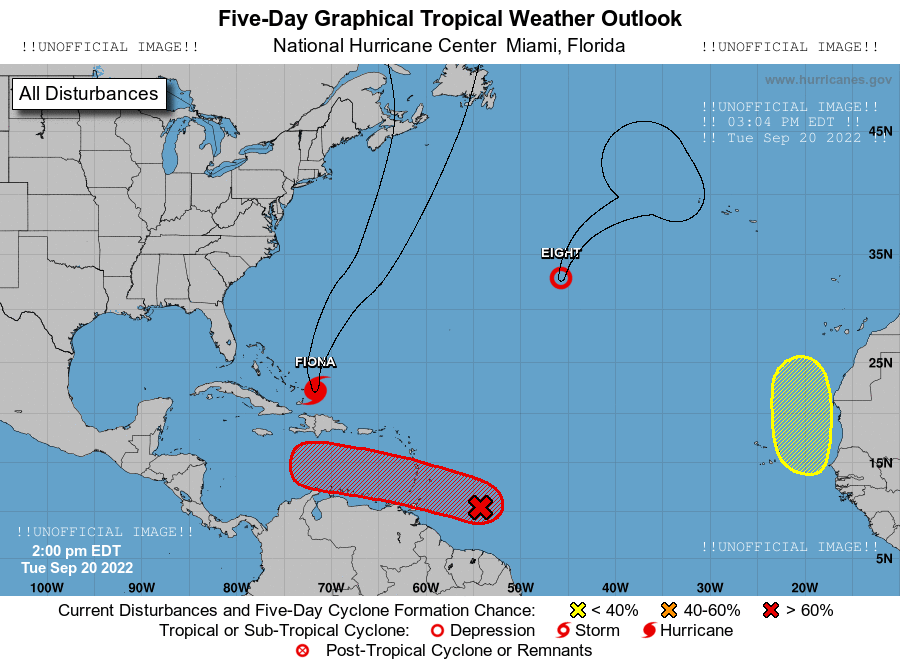 Five-Day Graphical Tropical Weather Outlook
!!UNOFFICIAL IMAGE!! National Hurricane Center Miami, Florida !!UNOFFICIAL IMAGE!!
www.hurricanes.gov
All Disturbances
!!UNOFFICIAL IMAGE!!
!! 03:04 PM EDT !!
!! Tue Sep 20 2022 !!
45N
EIGHT
35N
FIONA
25N
15N
!!UNOFFICIAL IMAGE!!
!!UNOFFICIAL IMAGE!!
2:00 pm EDT
Tue Sep 20 2022
5N
100W 90W 80W 70W 60W 50W 40W 30W 20W
Current Disturbances and Five-Day Cyclone Formation Chance: < 40% 40-60% > 60%
Tropical or Sub-Tropical Cyclone: Depression Storm Hurricane
Post-Tropical Cyclone or Remnants